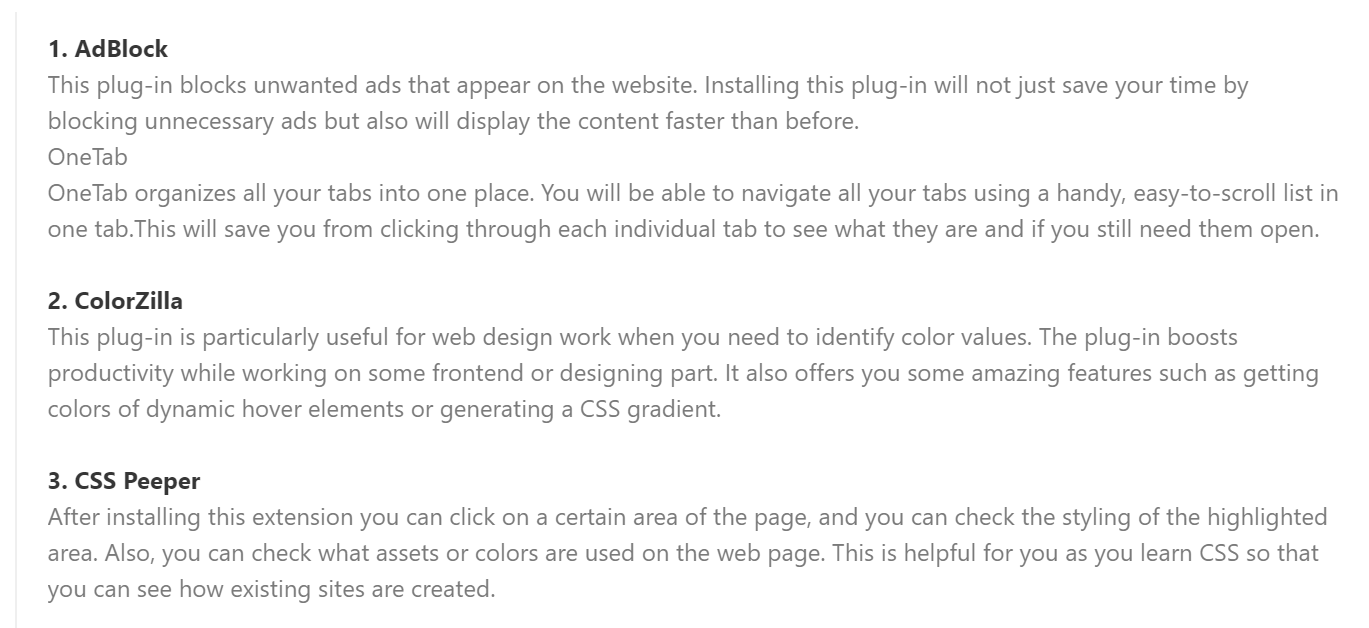 1. AdBlock
This plug-in blocks unwanted ads that appear on the website. Installing this plug-in will not just save your time by
blocking unnecessary ads but also will display the content faster than before.
OneTab
OneTab organizes all your tabs into one place. You will be able to navigate all your tabs using a handy, easy-to-scroll list in
one tab.This will save you from clicking through each individual tab to see what they are and if you still need them open.
2. ColorZilla
This plug-in is particularly useful for web design work when you need to identify color values. The plug-in boosts
productivity while working on some frontend or designing part. It also offers you some amazing features such as getting
colors of dynamic hover elements or generating a CSS gradient.
3. CSS Peeper
After installing this extension you can click on a certain area of the page, and you can check the styling of the highlighted
area. Also, you can check what assets or colors are used on the web page. This is helpful for you as you learn CSS so that
you can see how existing sites are created.